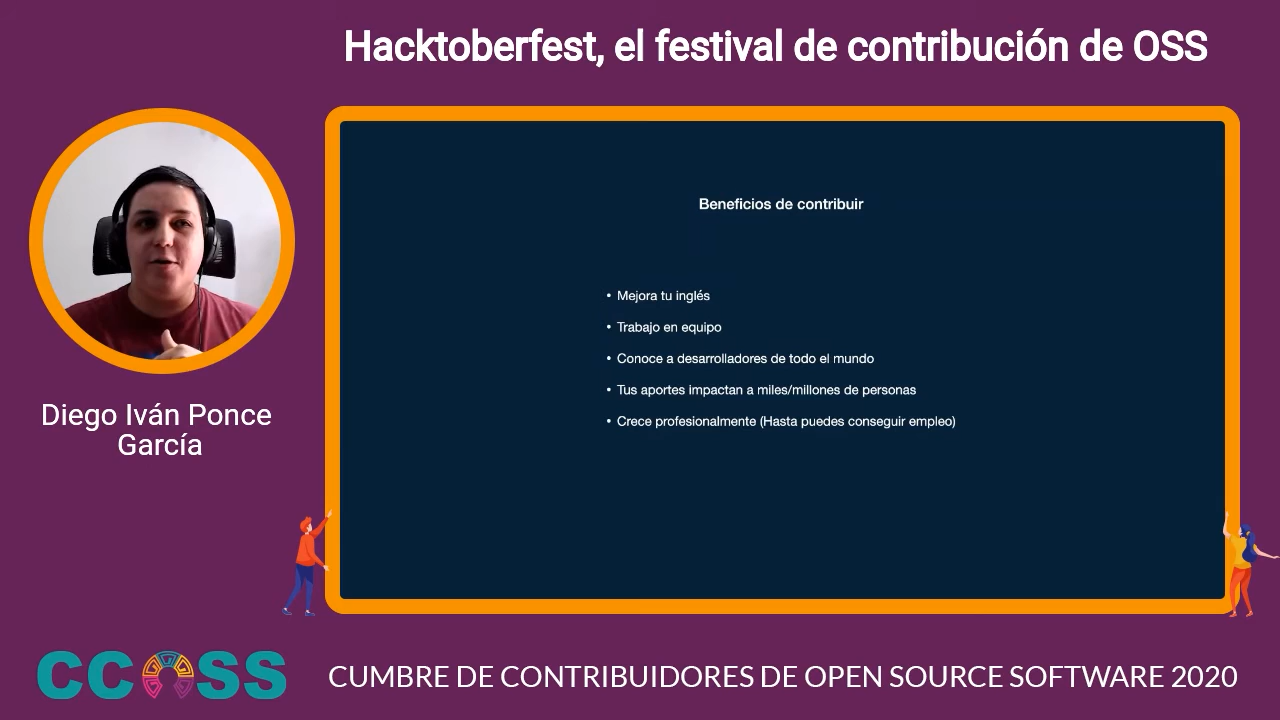 Hacktoberfest, el festival de contribución de OSS
Diego Iván Ponce
García
Beneficios de contribuir
• Mejora tu inglés
• Trabajo en equipo
• Conoce a desarrolladores de todo el mundo
• Tus aportes impactan a miles/millones de personas
• Crece profesionalmente (Hasta puedes conseguir empleo)
CCOSS
CUMBRE DE CONTRIBUIDORES DE OPEN SOURCE SOFTWARE 2020